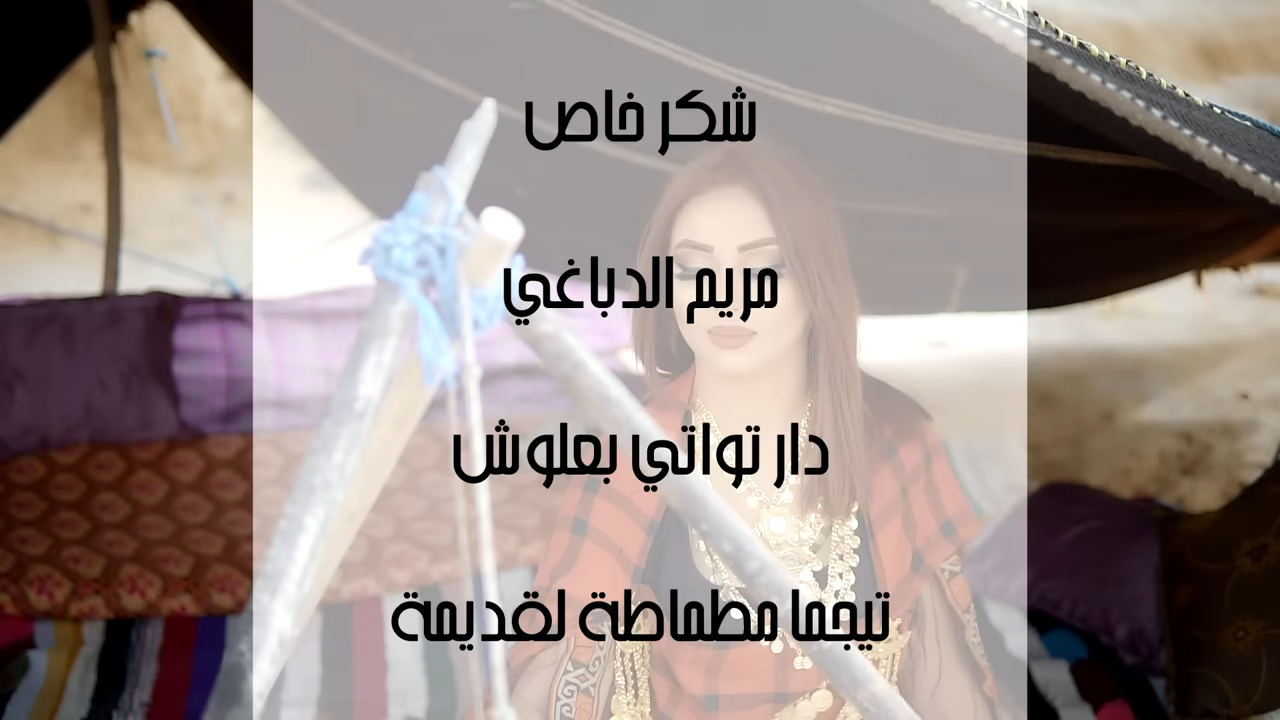 شكر خاص
مريم الدباغي
دار تواتي بعلوش
تيجما مطماطة لقديمة